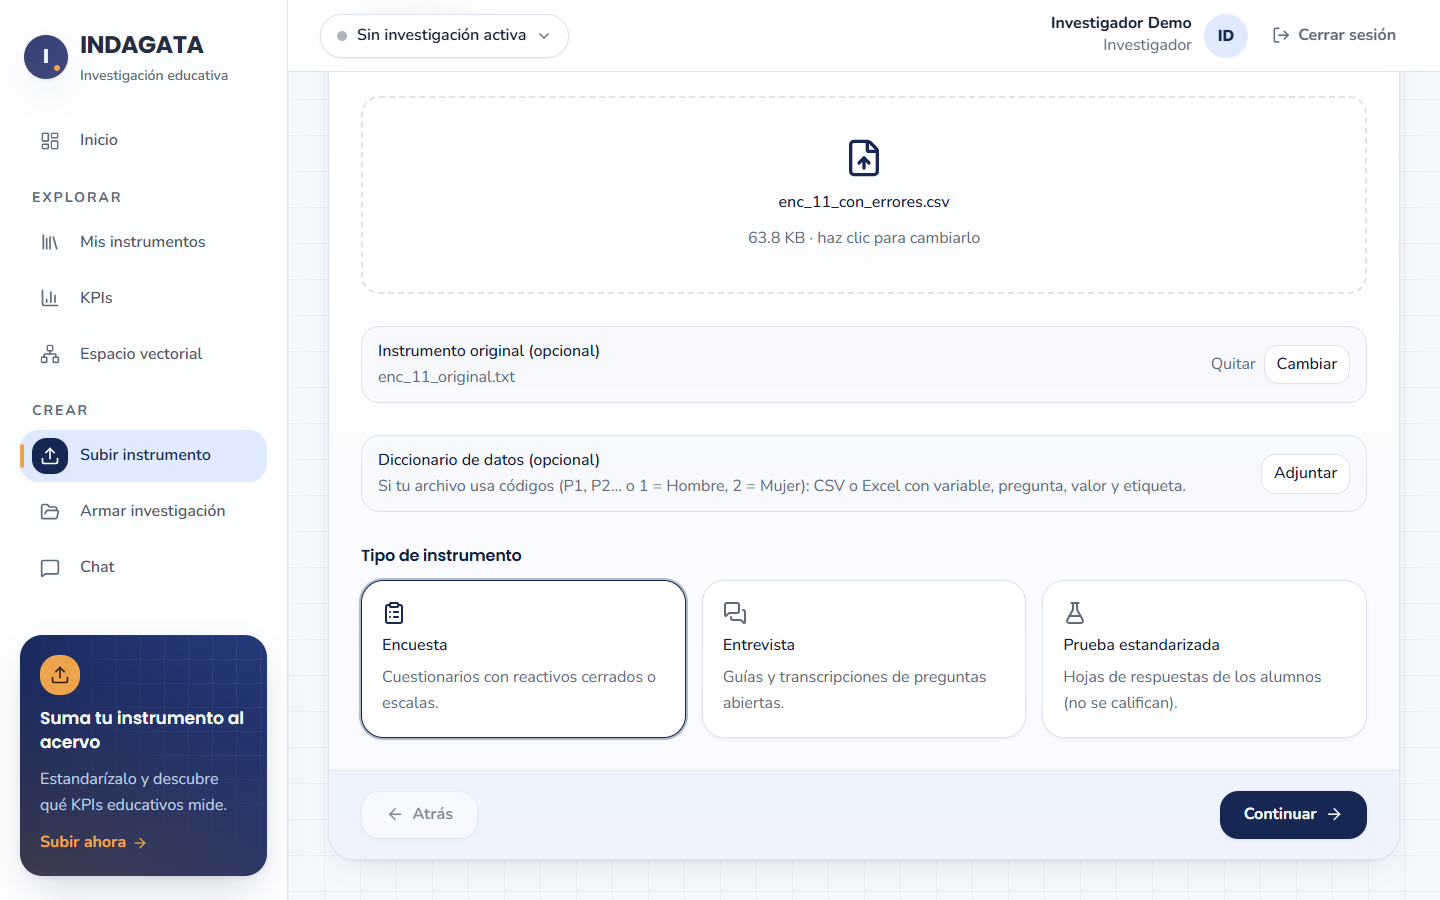 I
INDAGATA
Investigación educativa
Inicio
EXPLORAR
Mis instrumentos
KPIs
Espacio vectorial
CREAR
Subir instrumento
Armar investigación
Chat
Suma tu instrumento al
acervo
Estandarízalo y descubre
qué KPIs educativos mide.
Subir ahora →
Sin investigación activa
Investigador Demo
Investigador
ID
Cerrar sesión
enc_11_con_errores.csv
63.8 KB · haz clic para cambiarlo
Instrumento original (opcional)
enc_11_original.txt
Quitar
Cambiar
Diccionario de datos (opcional)
Si tu archivo usa códigos (P1, P2... o 1 = Hombre, 2 = Mujer): CSV o Excel con variable, pregunta, valor y etiqueta.
Adjuntar
Tipo de instrumento
Encuesta
Cuestionarios con reactivos cerrados o
escalas.
Entrevista
Guías y transcripciones de preguntas
abiertas.
Prueba estandarizada
Hojas de respuestas de los alumnos
(no se califican).
← Atrás
Continuar →